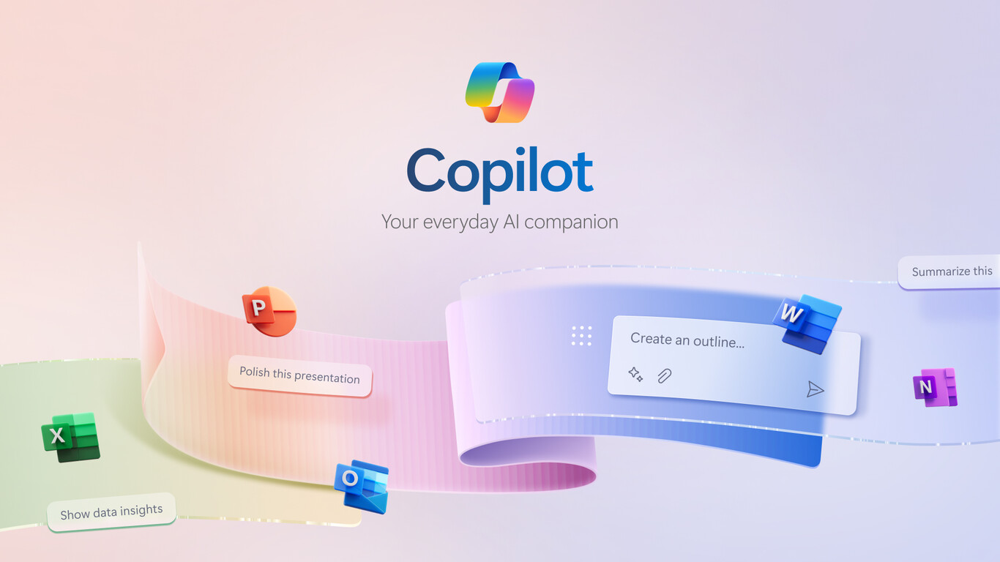 Copilot
Your everyday AI companion
Summarize this
P
W
Create an outline...
Polish this presentation
N
X
O
Show data insights